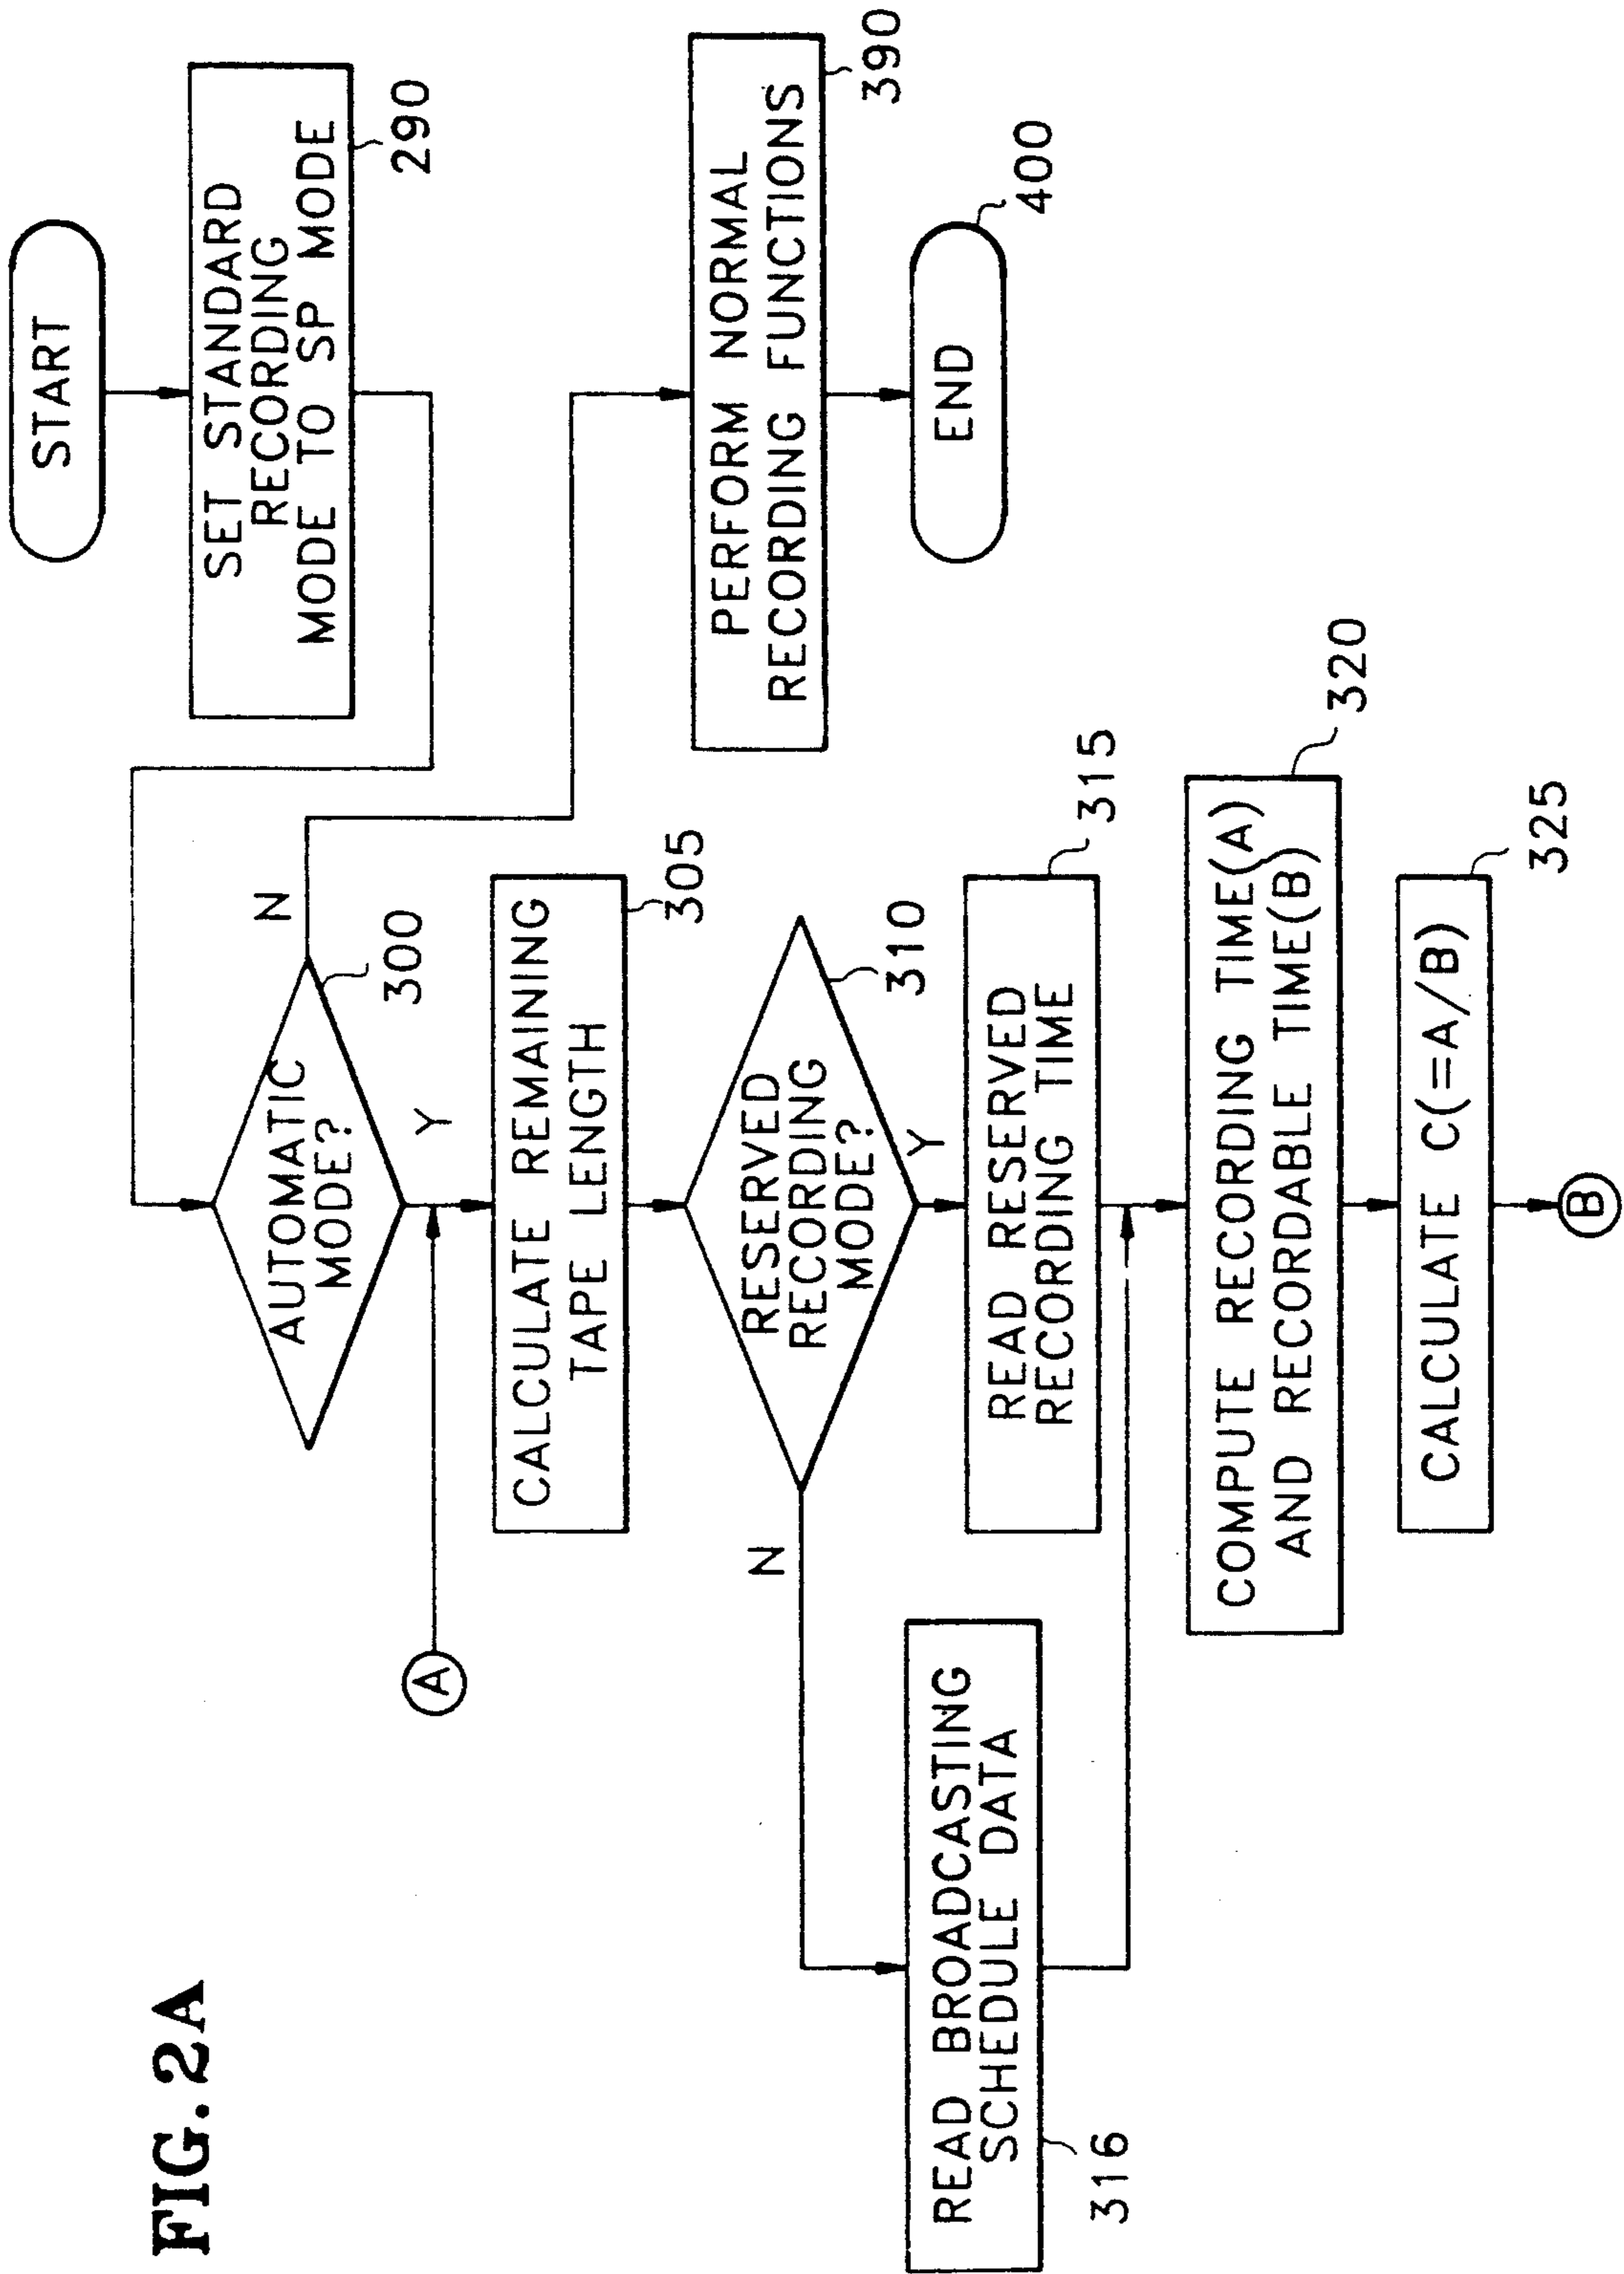 FIG. 2A
START
SET STANDARD
RECORDING
MODE TO SP MODE
290
AUTOMATIC
MODE?
300
N
Y
A
CALCULATE REMAINING
TAPE LENGTH
305
RESERVED
RECORDING
MODE?
310
N
Y
READ BROADCASTING
SCHEDULE DATA
316
READ RESERVED
RECORDING TIME
315
COMPUTE RECORDING TIME(A)
AND RECORDABLE TIME(B)
320
CALCULATE C(=A/B)
325
B
PERFORM NORMAL
RECORDING FUNCTIONS
390
END
400